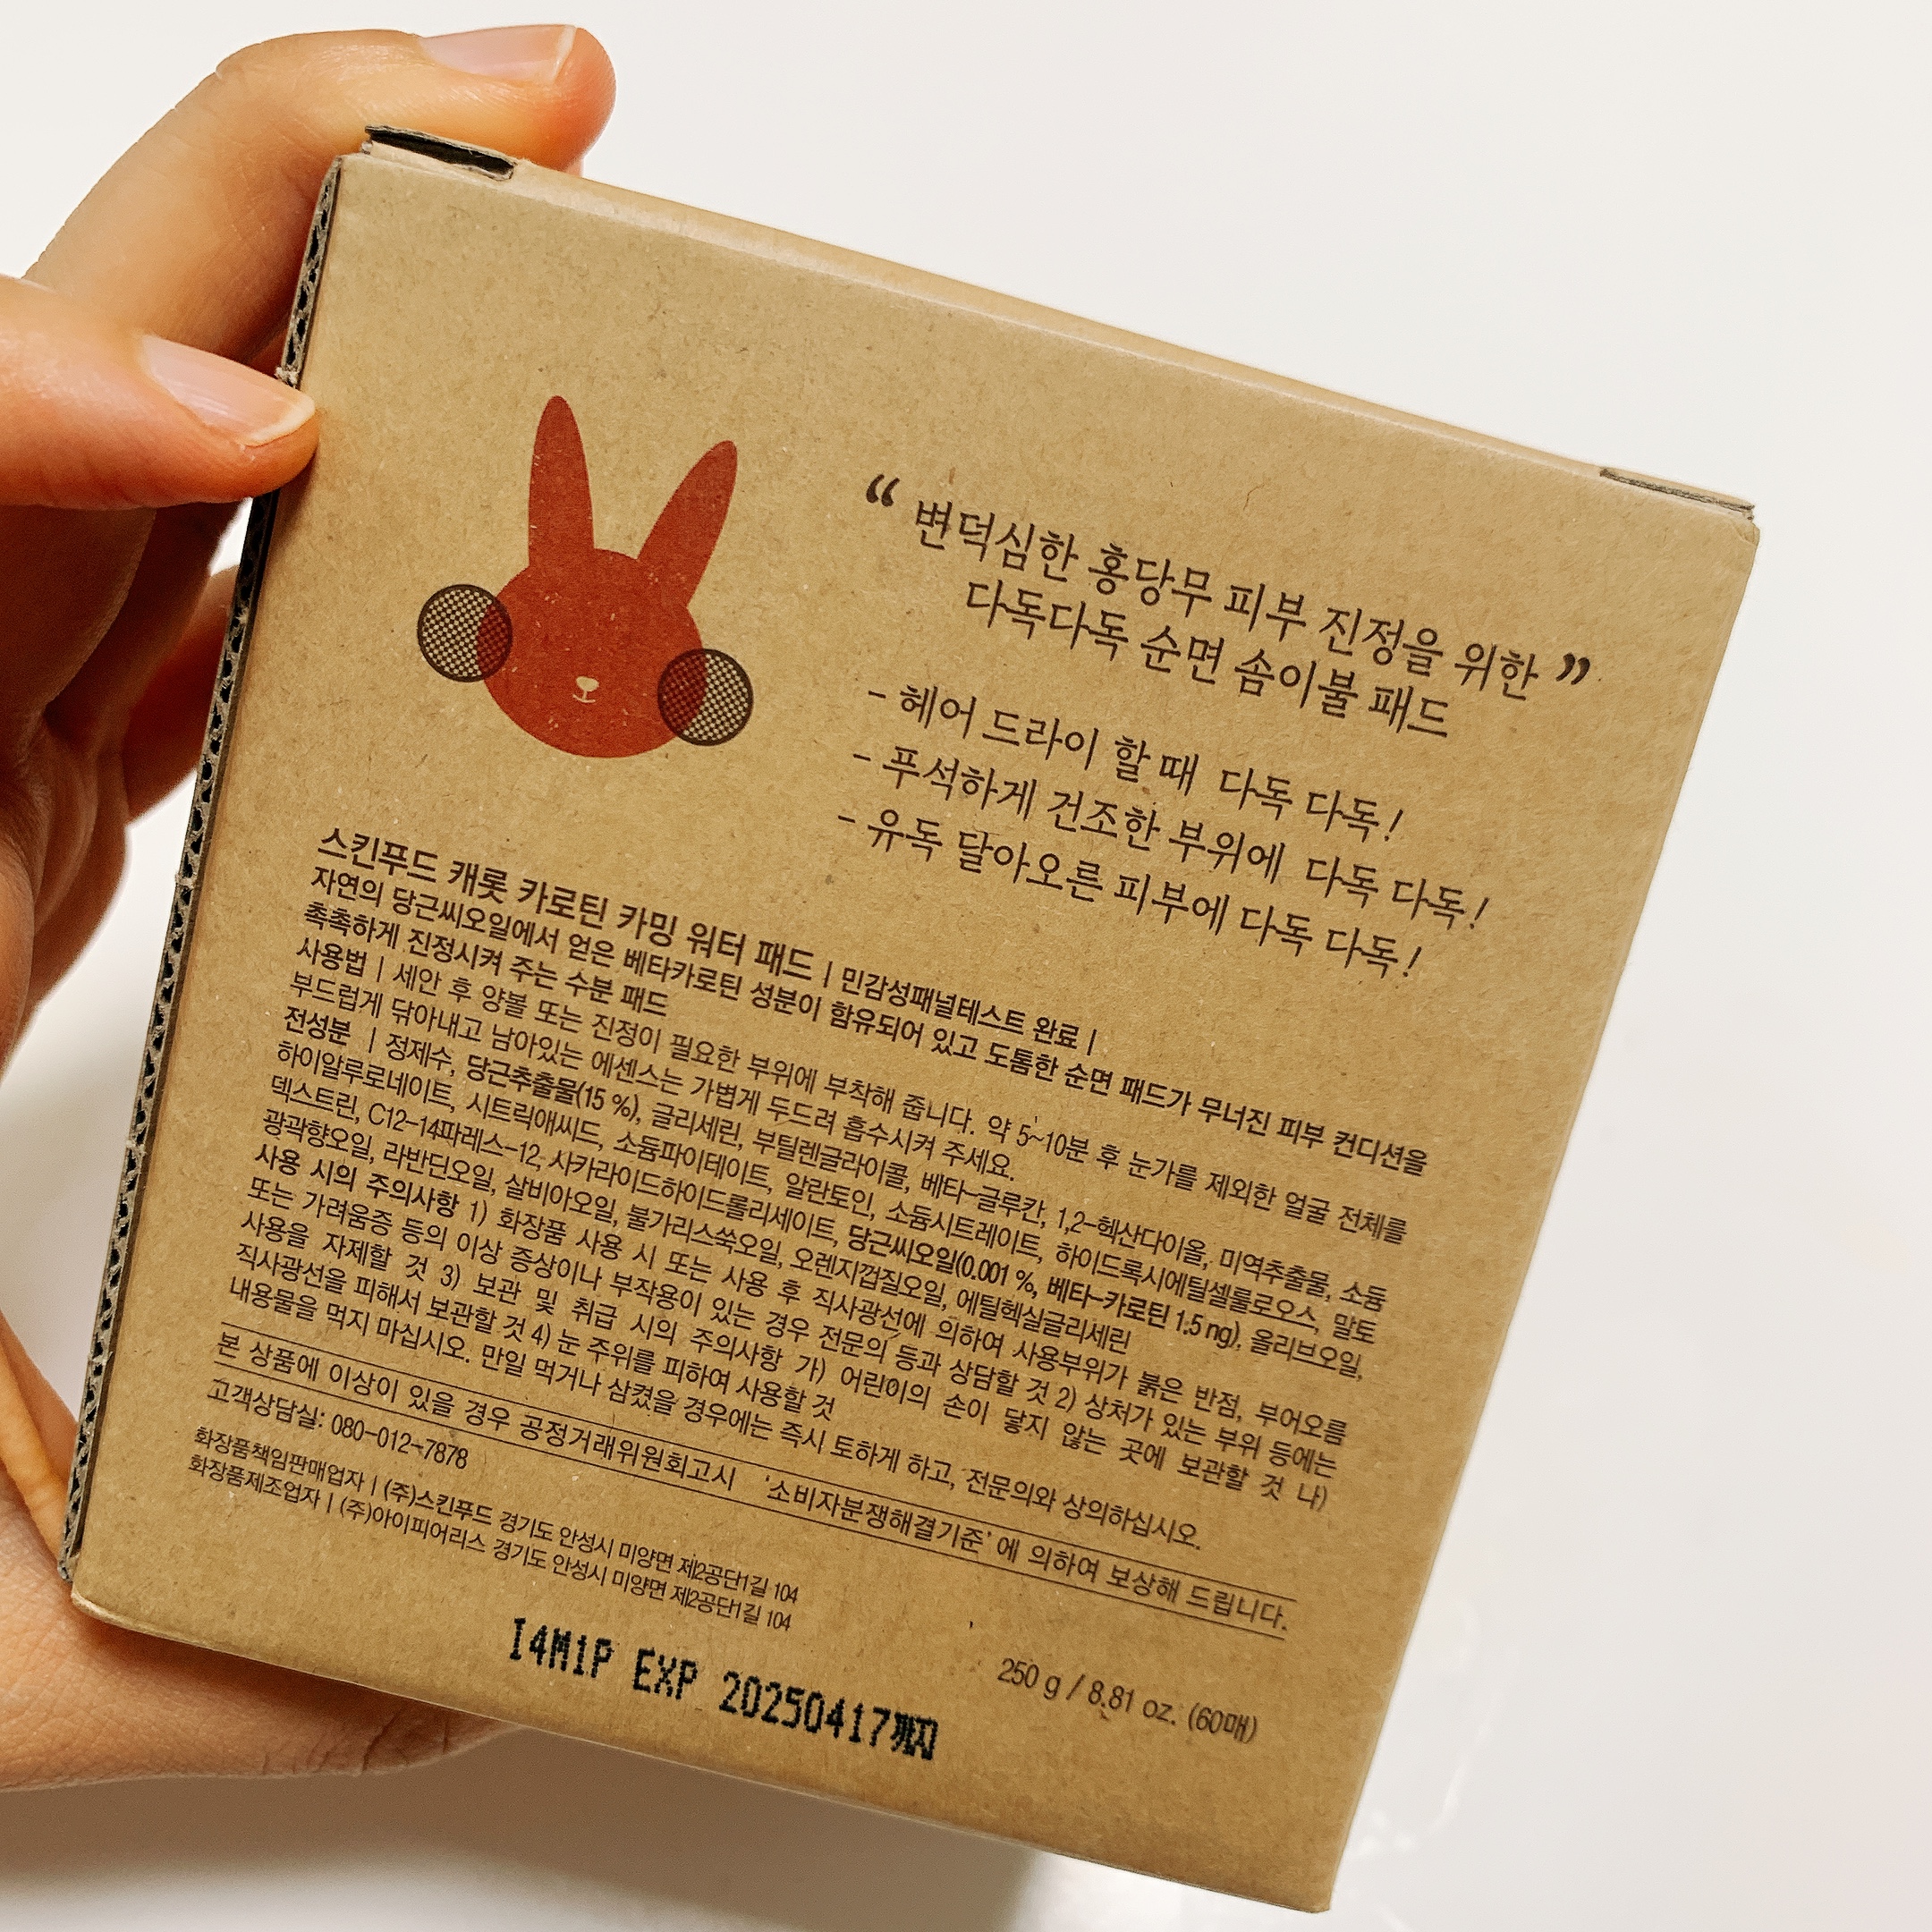 “ 변덕심한 홍당무 피부 진정을 위한
다독다독 순면 솜이불 패드 ”
- 헤어 드라이 할 때 다독 다독!
- 푸석하게 건조한 부위에 다독 다독!
- 유독 달아오른 피부에 다독 다독!
스킨푸드 캐롯 카로틴 카밍 워터 패드 | 민감성패널테스트 완료 |
자연의 당근씨오일에서 얻은 베타카로틴 성분이 함유되어 있고 도톰한 순면 패드가 무너진 피부 컨디션을
촉촉하게 진정시켜 주는 수분 패드
사용법 | 세안 후 양볼 또는 진정이 필요한 부위에 부착해 줍니다. 약 5~10분 후 눈가를 제외한 얼굴 전체를
부드럽게 닦아내고 남아있는 에센스는 가볍게 두드려 흡수시켜 주세요.
전성분 | 정제수, 당근추출물(15 %), 글리세린, 부틸렌글라이콜, 베타-글루칸, 1,2-헥산다이올, 미역추출물, 소듐
하이알루로네이트, 시트릭애씨드, 소듐파이테이트, 알란토인, 소듐시트레이트, 하이드록시에틸셀룰로오스, 말토
덱스트린, C12-14파레스-12, 사카라이드하이드롤리세이트, 당근씨오일(0.001 %, 베타-카로틴 1.5 ng), 올리브오일,
광곽향오일, 라반딘오일, 살비아오일, 불가리스쑥오일, 오렌지껍질오일, 에틸헥실글리세린
사용 시의 주의사항 1) 화장품 사용 시 또는 사용 후 직사광선에 의하여 사용부위가 붉은 반점, 부어오름
또는 가려움증 등의 이상 증상이나 부작용이 있는 경우 전문의 등과 상담할 것 2) 상처가 있는 부위 등에는
사용을 자제할 것 3) 보관 및 취급 시의 주의사항 가) 어린이의 손이 닿지 않는 곳에 보관할 것 나)
직사광선을 피해서 보관할 것 4) 눈 주위를 피하여 사용할 것
내용물을 먹지 마십시오. 만일 먹거나 삼켰을 경우에는 즉시 토하게 하고, 전문의와 상의하십시오.
본 상품에 이상이 있을 경우 공정거래위원회고시 '소비자분쟁해결기준'에 의하여 보상해 드립니다.
고객상담실: 080-012-7878
화장품책임판매업자 | (주)스킨푸드 경기도 안성시 미양면 제2공단1길 104
화장품제조업자 | (주)아이피어리스 경기도 안성시 미양면 제2공단1길 104
250 g / 8.81 oz. (60매)
I4M1P EXP 20250417까지